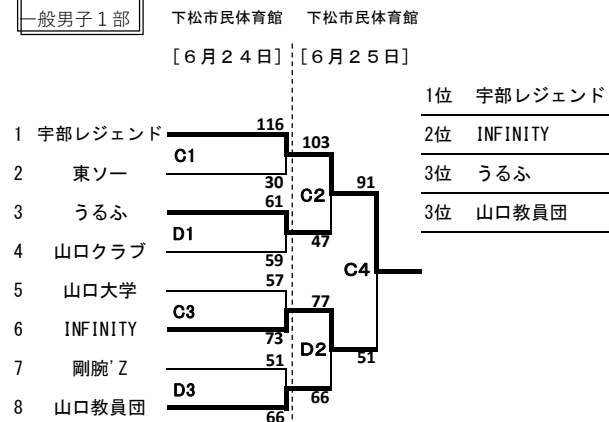 一般男子１部
下松市民体育館 下松市民体育館
[６月２４日] [６月２５日]
1位 宇部レジェンド
2位 INFINITY
3位 うるふ
3位 山口教員団
1 宇部レジェンド 116
C1 103
2 東ソー 30
C2 91
3 うるふ 61
D1 47
4 山口クラブ 59
C4
5 山口大学 57
C3 77
6 INFINITY 73
D2 51
7 剛腕'Z 51
D3 66
8 山口教員団 66